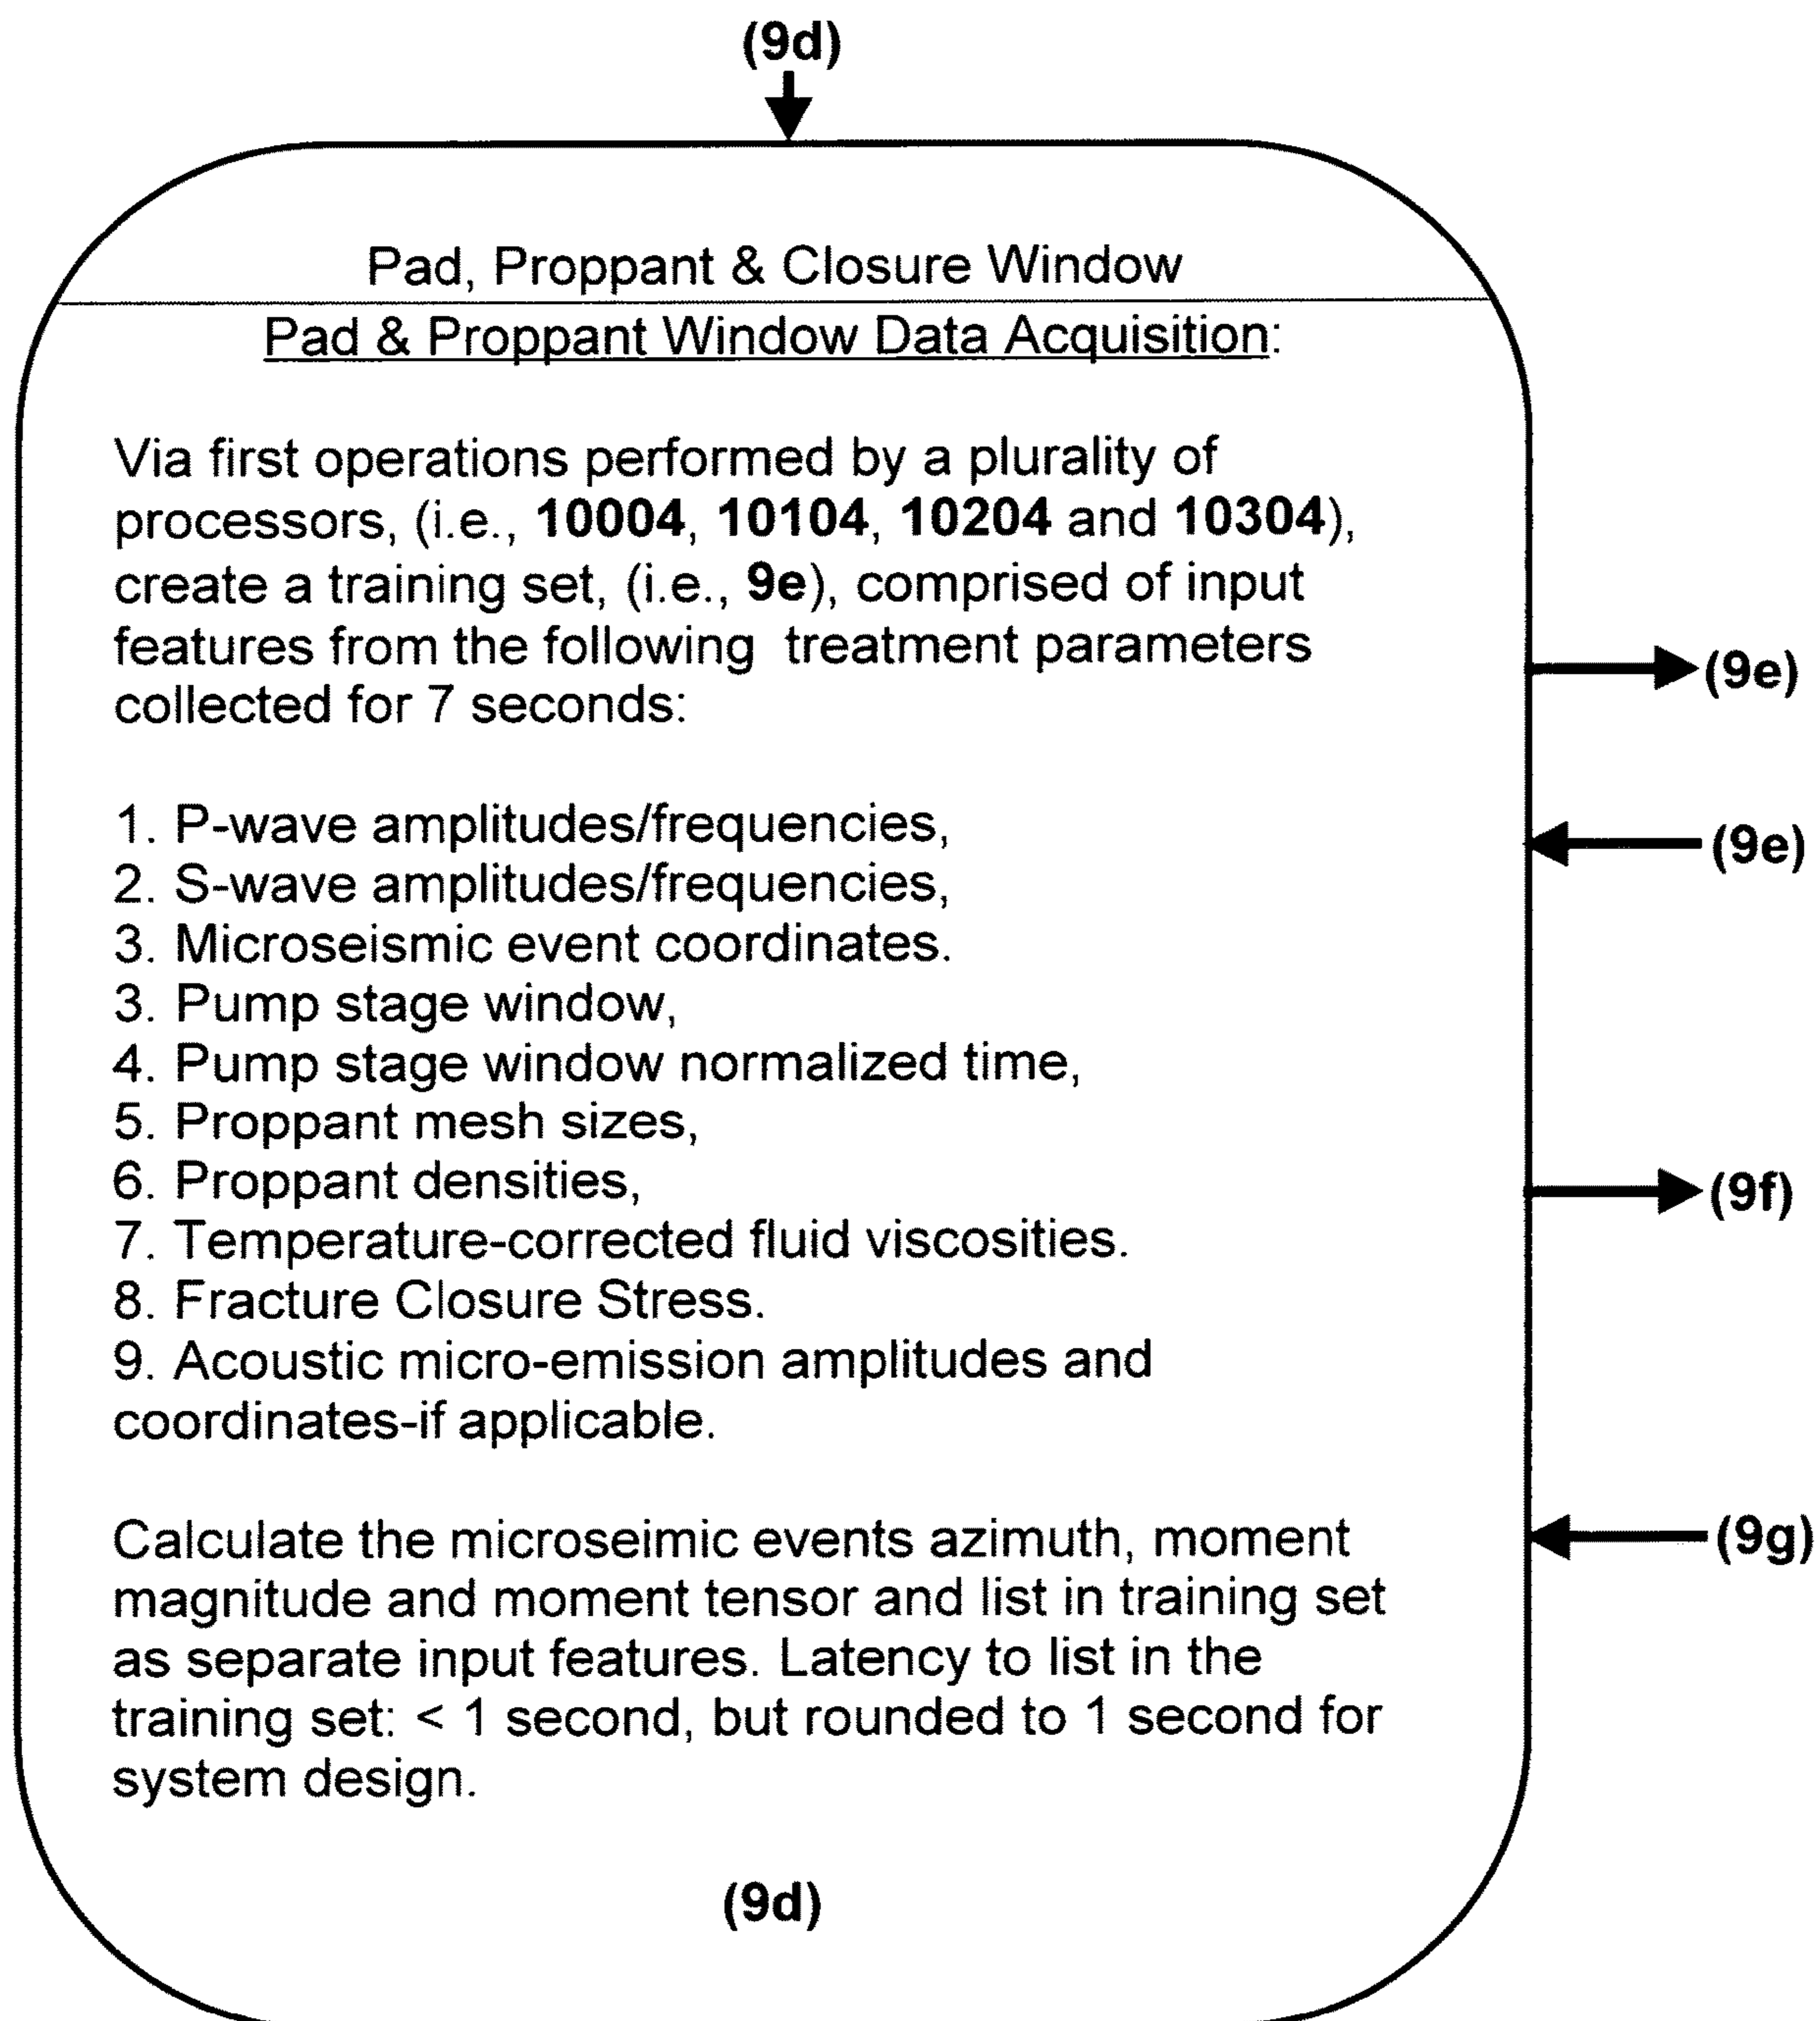 (9d)
Pad, Proppant & Closure Window
Pad & Proppant Window Data Acquisition:
Via first operations performed by a plurality of
processors, (i.e., 10004, 10104, 10204 and 10304),
create a training set, (i.e., 9e), comprised of input
features from the following treatment parameters
collected for 7 seconds:
(9e)
1. P-wave amplitudes/frequencies,
(9e)
2. S-wave amplitudes/frequencies,
3. Microseismic event coordinates.
3. Pump stage window,
4. Pump stage window normalized time,
5. Proppant mesh sizes,
6. Proppant densities,
(9f)
7. Temperature-corrected fluid viscosities.
8. Fracture Closure Stress.
9. Acoustic micro-emission amplitudes and
coordinates-if applicable.
Calculate the microseimic events azimuth, moment
(9g)
magnitude and moment tensor and list in training set
as separate input features. Latency to list in the
training set: < 1 second, but rounded to 1 second for
system design.
(9d)